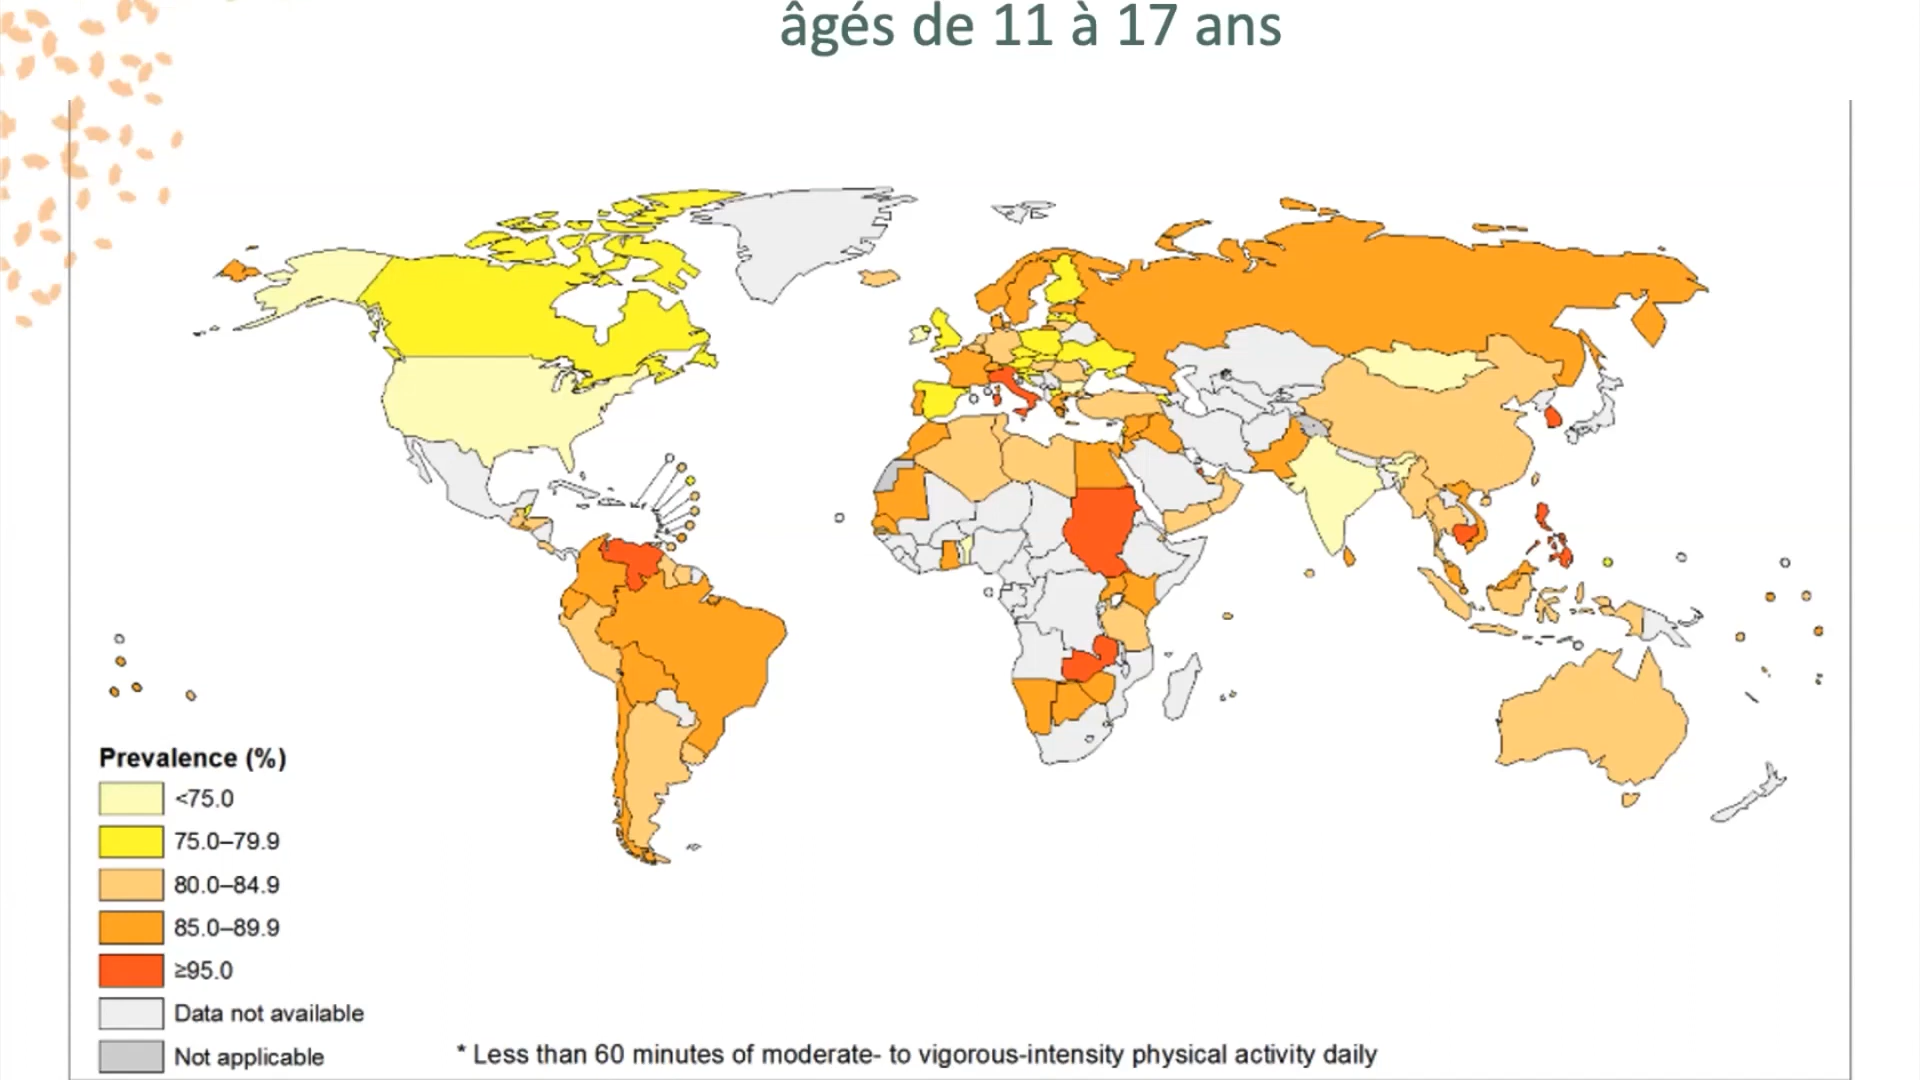 âgés de 11 à 17 ans
Prevalence (%)
<75.0
75.0–79.9
80.0–84.9
85.0–89.9
≥95.0
Data not available
Not applicable
* Less than 60 minutes of moderate- to vigorous-intensity physical activity daily